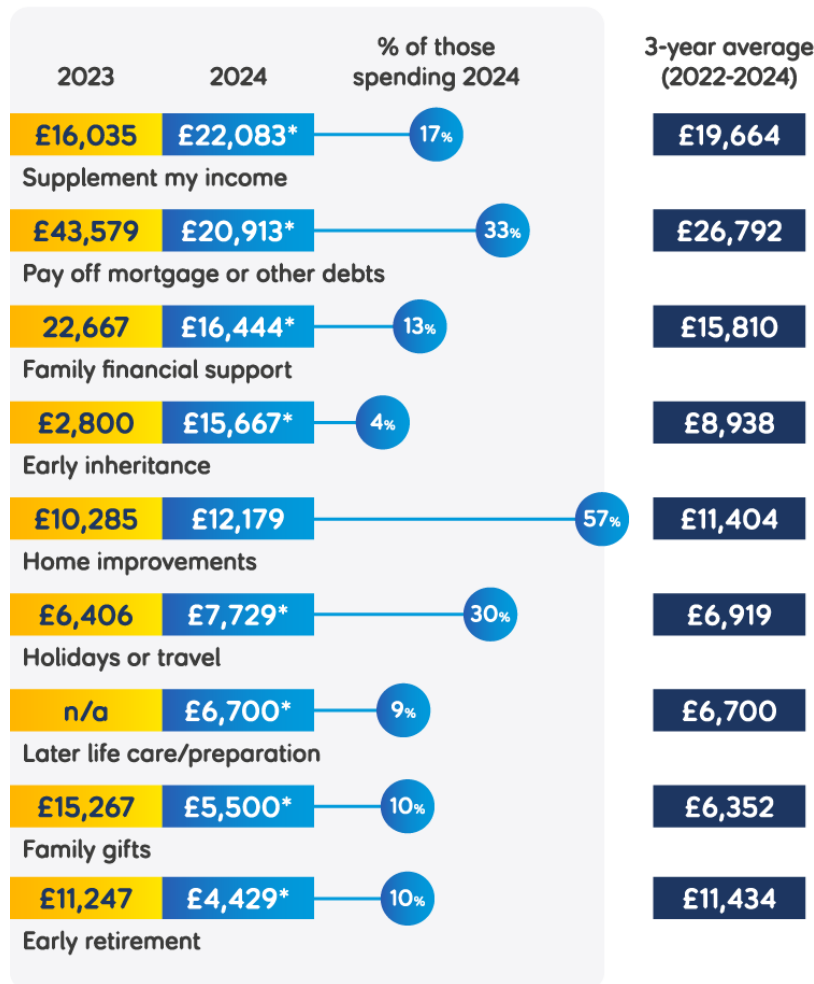 % of those
3-year average
2023
2024
spending 2024
(2022-2024)
£16,035
£22,083*
17%
£19,664
Supplement my income
£43,579
£20,913*
33%
£26,792
Pay off mortgage or other debts
22,667
£16,444*
13%
£15,810
Family financial support
£2,800
£15,667*
4%
£8,938
Early inheritance
£10,285
£12,179
57%
£11,404
Home improvements
£6,406
£7,729*
30%
£6,919
Holidays or travel
n/a
£6,700*
9%
£6,700
Later life care/preparation
£15,267
£5,500*
10%
£6,352
Family gifts
£11,247
£4,429*
10%
£11,434
Early retirement